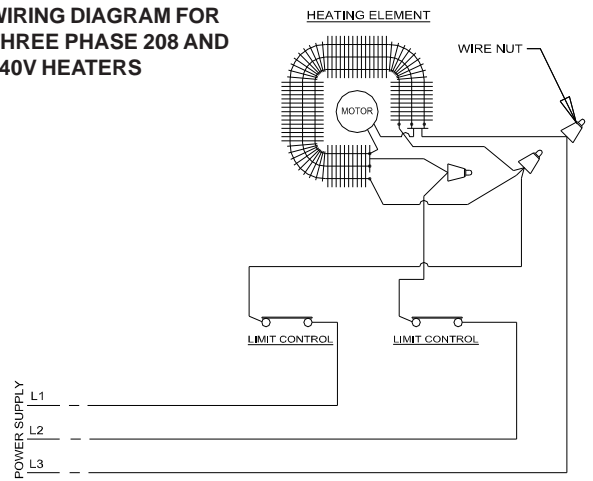 WIRING DIAGRAM FOR
HREE PHASE 208 AND
40V HEATERS
HEATING ELEMENT
WIRE NUT
MOTOR
LIMIT CONTROL
LIMIT CONTROL
POWER SUPPLY
L1
L2
L3